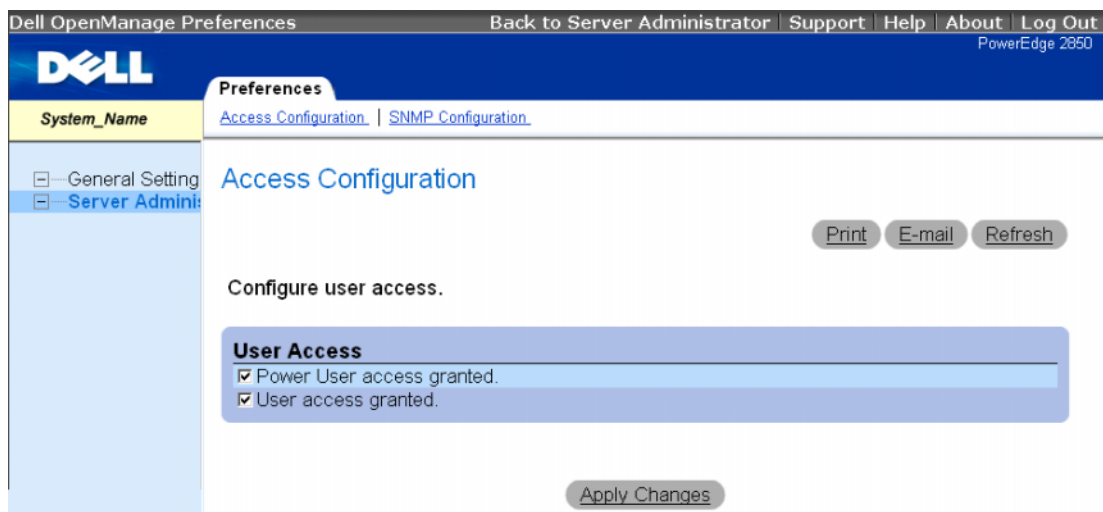 Dell OpenManage Preferences Back to Server Administrator | Support | Help | About | Log Out
PowerEdge 2850
DELL
Preferences
System_Name
Access Configuration | SNMP Configuration
General Setting
Server Adminis
Access Configuration
Print E-mail Refresh
Configure user access.
User Access
Power User access granted.
User access granted.
Apply Changes